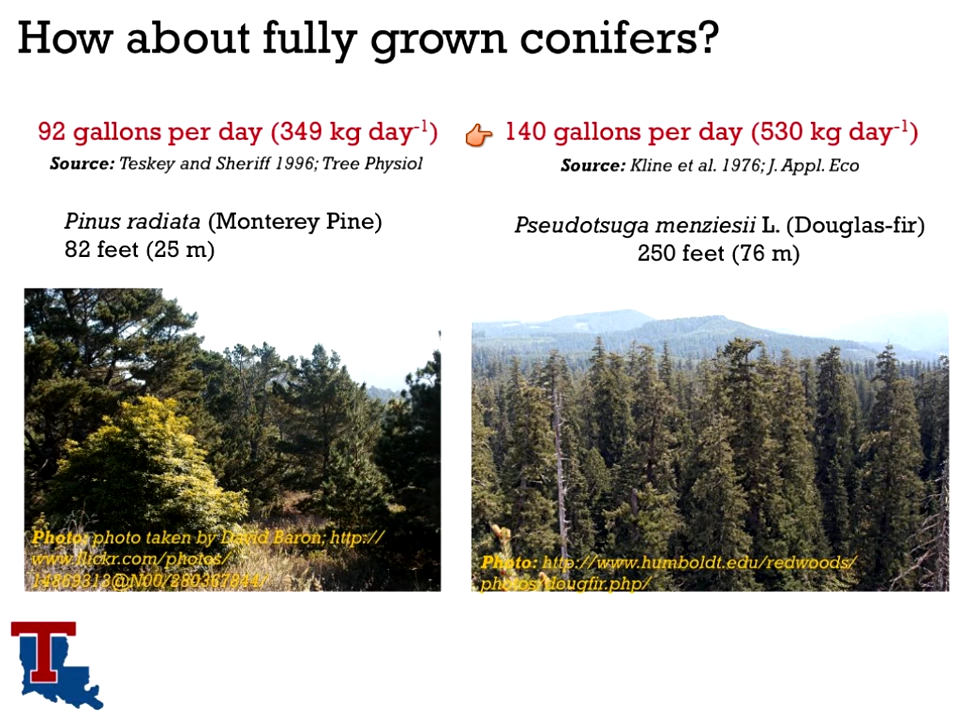 How about fully grown conifers?
92 gallons per day (349 kg day-1)
Source: Teskey and Sheriff 1996; Tree Physiol
Pinus radiata (Monterey Pine)
82 feet (25 m)
140 gallons per day (530 kg day-1)
Source: Kline et al. 1976; J. Appl. Eco
Pseudotsuga menziesii L. (Douglas-fir)
250 feet (76 m)
Photo: photo taken by David Baron; http://
www.flickr.com/photos/
Photo: http://www.humboldt.edu/redwoods/
photos/dougfir.php/
T